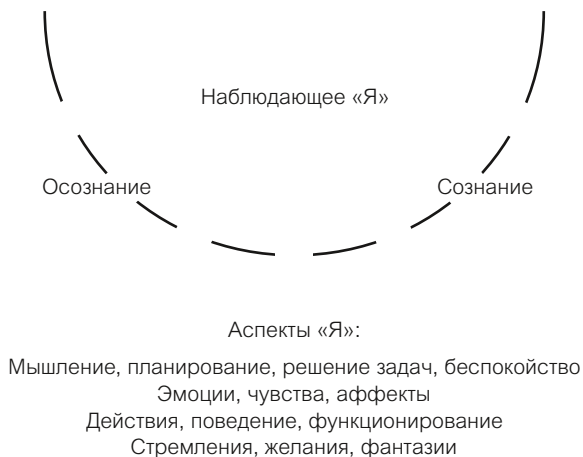 Наблюдающее «Я»
Осознание
Сознание
Аспекты «Я»:
Мышление, планирование, решение задач, беспокойство
Эмоции, чувства, аффекты
Действия, поведение, функционирование
Стремления, желания, фантазии